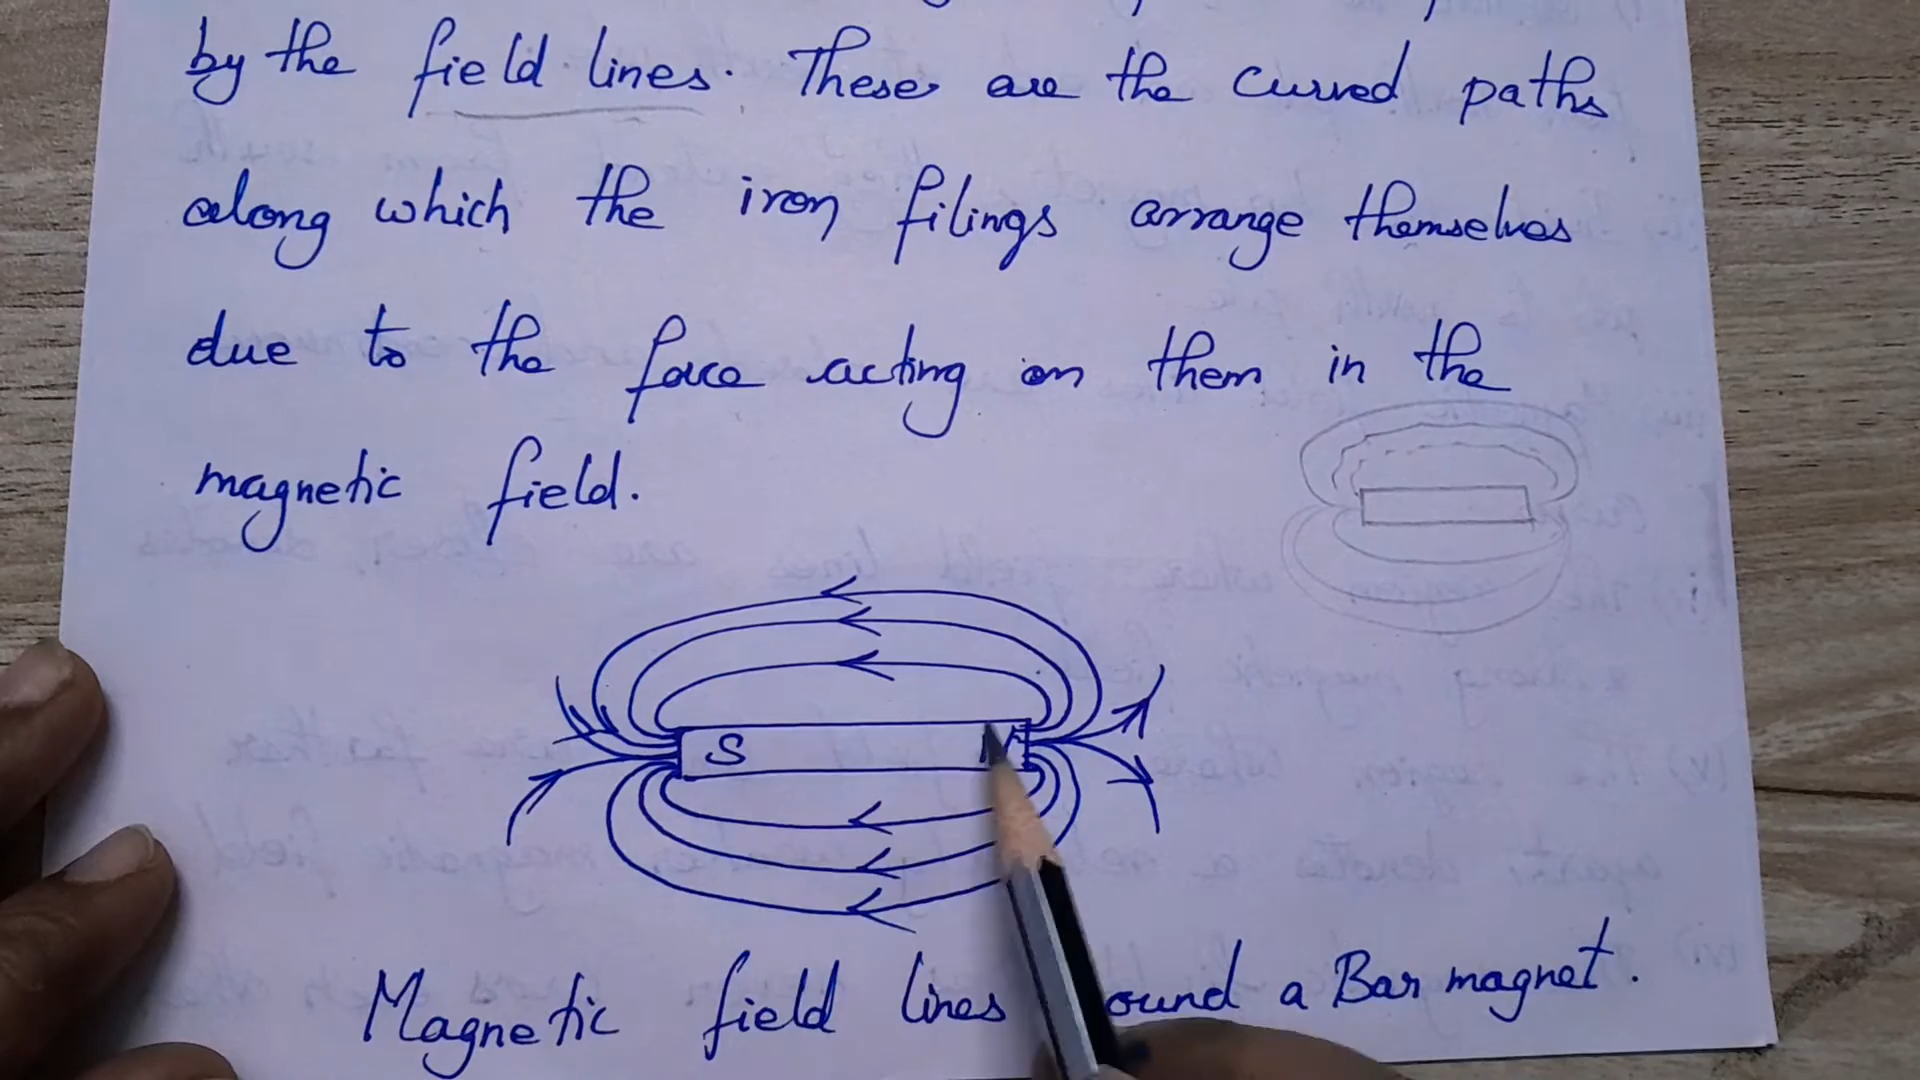 by the field lines. These are the curved paths
along which the iron filings arrange themselves
due to the force acting on them in the
magnetic field.
S N
Magnetic field lines ound a Bar magnet.